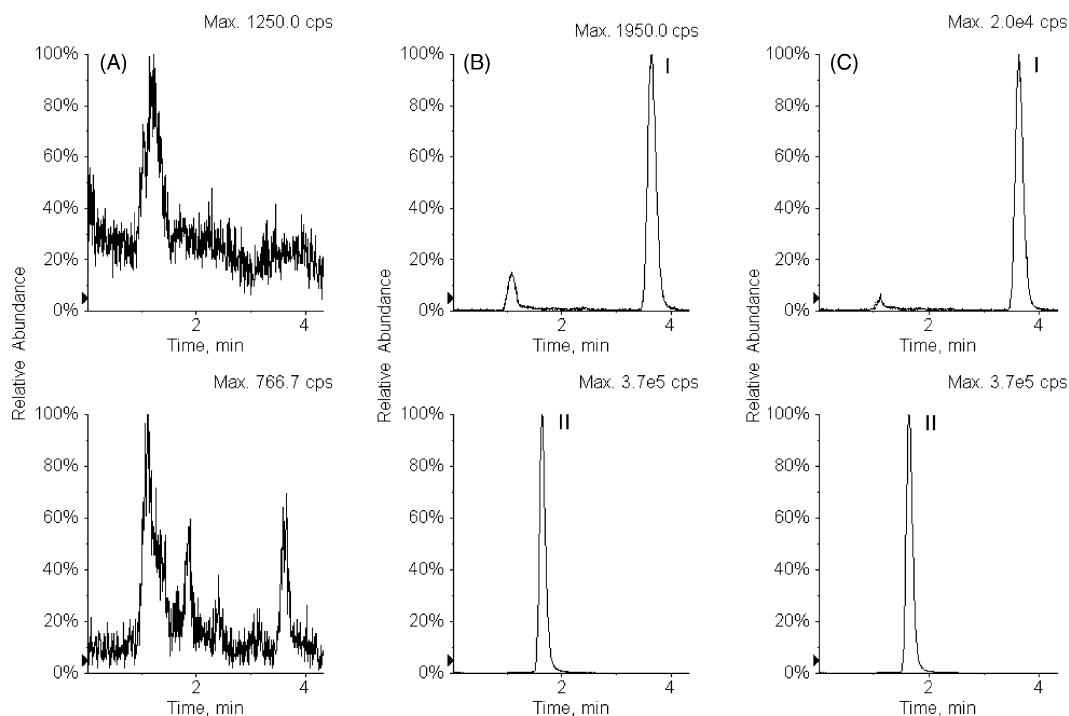 Max. 1250.0 cps
Max. 1950.0 cps
Max. 2.0e4 cps
(A)
(B)
(C)
I
I
100%
80%
60%
40%
20%
0%
100%
80%
60%
40%
20%
0%
100%
80%
60%
40%
20%
0%
Relative Abundance
Relative Abundance
Relative Abundance
2 4
2 4
2 4
Time, min
Time, min
Time, min
Max. 766.7 cps
Max. 3.7e5 cps
Max. 3.7e5 cps
II
II
100%
80%
60%
40%
20%
0%
100%
80%
60%
40%
20%
0%
100%
80%
60%
40%
20%
0%
2 4
2 4
2 4
Time, min
Time, min
Time, min